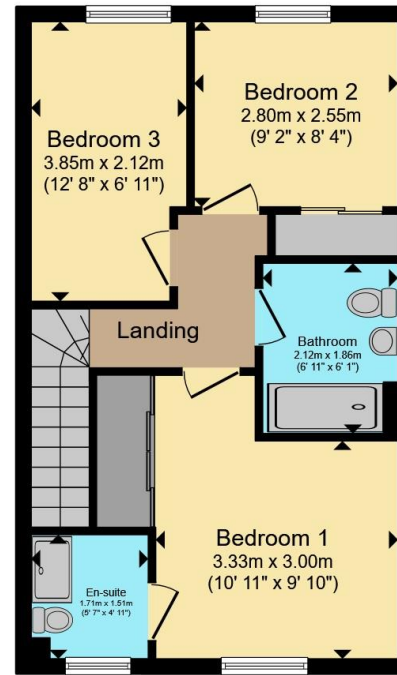 Bedroom 3
3.85m x 2.12m
(12' 8" x 6' 11")
Bedroom 2
2.80m x 2.55m
(9' 2" x 8' 4")
Landing
Bathroom
2.12m x 1.86m
(6' 11" x 6' 1")
Bedroom 1
3.33m x 3.00m
(10' 11" x 9' 10")
En-suite
1.71m x 1.51m
(5' 7" x 4' 11")